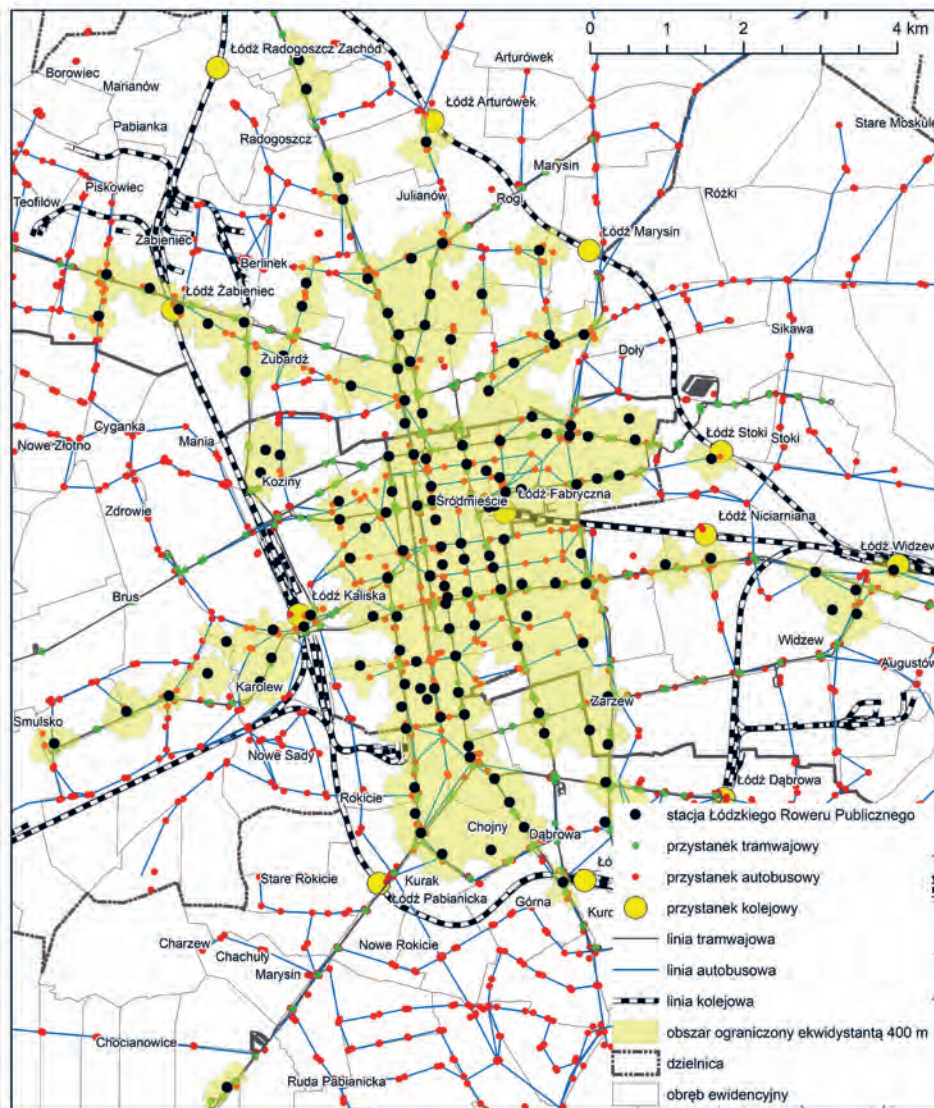 0 2 4 km
Łódź Radogoszcz Zachód
Arturówek
Borowiec
Marianów
Łódź Arturówek
Pabianka
Radogoszcz
Stare Moskule
Marysin
Piskowiec
Różki
Teofilów
Julianów
Rogi
Łódź Marysin
Żabieniec
Berlinek
Łódź Żabieniec
Sikawa
Doły
Żubardź
Cyganka
Nowe Złotno
Mania
Łódź Stoki
Stoki
Koziny
Śródmieście
Łódź Fabryczna
Zdrowie
Łódź Niciarniana
Łódź Widzew
Brus
Łódź Kaliska
Widzew
Augustów
Karolew
Zarzew
Smulsko
Nowe Sady
Łódź Dąbrowa
Rokicie
Chojny
Dąbrowa
Stare Rokicie
Kurak
Łódź Pabianicka
Górna
Charzew
Nowe Rokicie
Chachuły
Marysin
Chocianowice
Ruda Pabianicka
stacja Łódzkiego Roweru Publicznego
przystanek tramwajowy
przystanek autobusowy
przystanek kolejowy
linia tramwajowa
linia autobusowa
linia kolejowa
obszar ograniczony ekwidystantą 400 m
dzielnica
obręb ewidencyjny